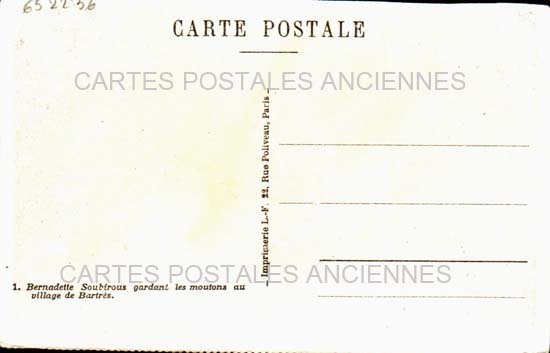 65 22 56
CARTE POSTALE
CARTES POSTALES ANCIENNES
Imprimerie L.-F. 22, Rue Poliveau, Paris
CARTES POSTALES ANCIENNES
1. Bernadette Soubirous gardant les moutons au
village de Bartrès.